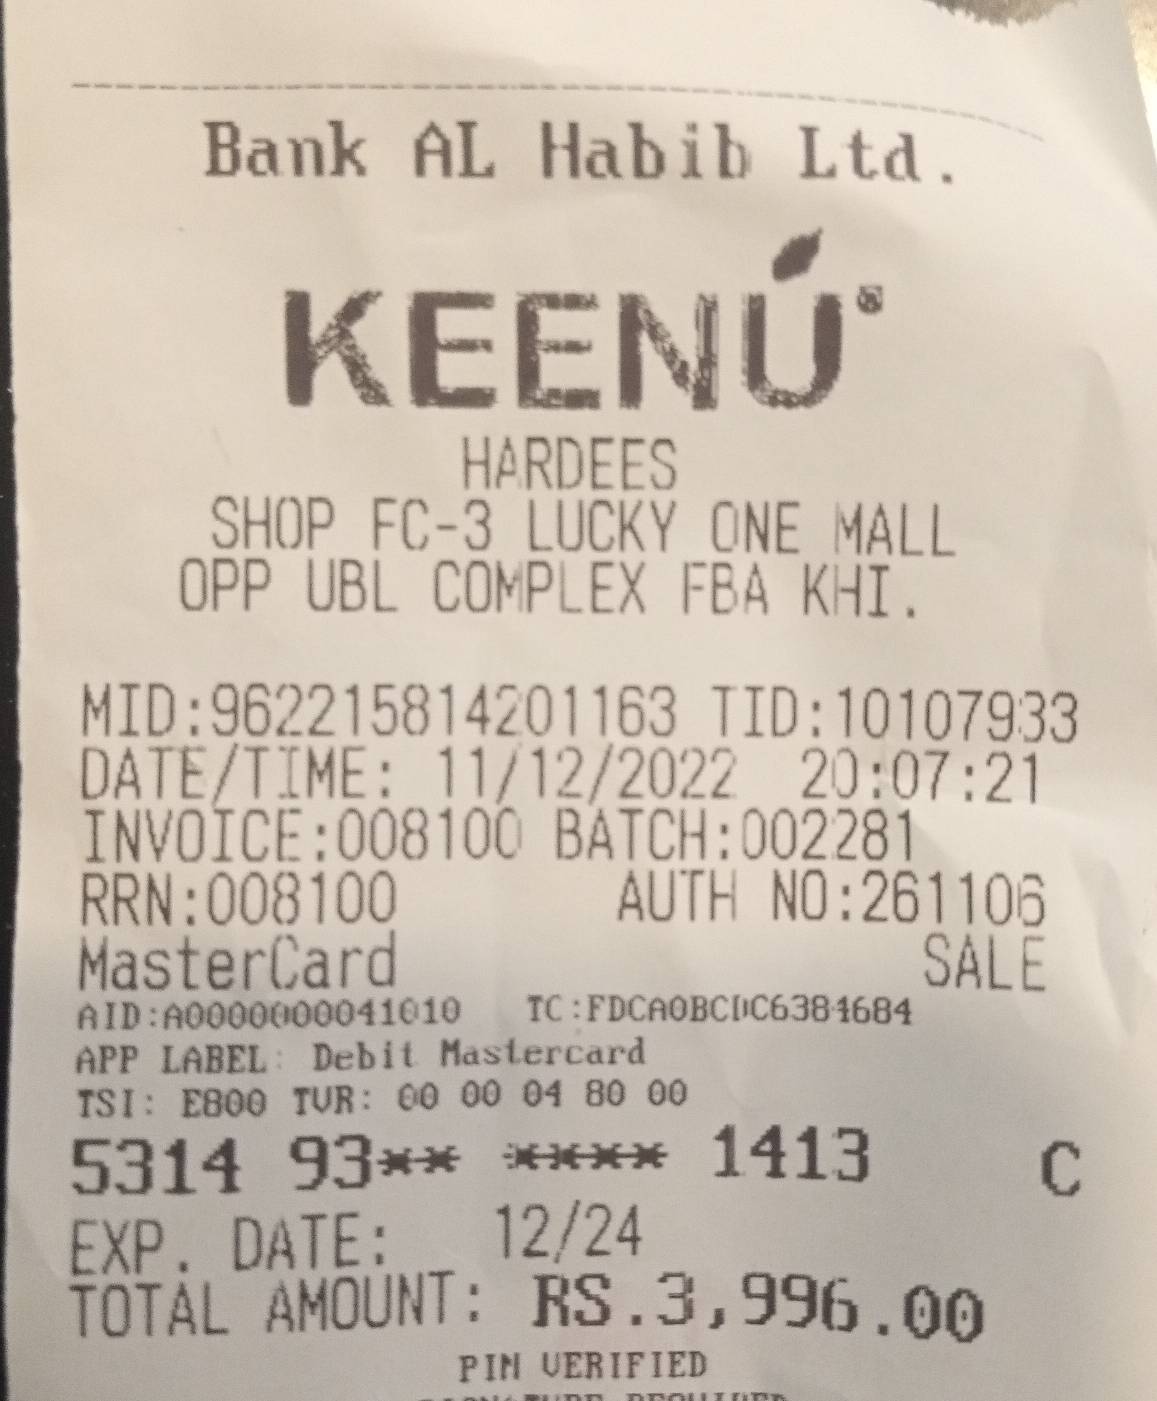 Bank AL Habib Ltd.
KEENÚ®
HARDEES
SHOP FC-3 LUCKY ONE MALL
OPP UBL COMPLEX FBA KHI.
MID:962215814201163 TID:10107933
DATE/TIME: 11/12/2022 20:07:21
INVOICE:008100 BATCH:002281
RRN:008100 AUTH NO:261106
MasterCard SALE
AID:A0000000041010 TC:FDCA0BCDC6384684
APP LABEL: Debit Mastercard
TSI: E800 TVR: 00 00 04 80 00
5314 93** **** 1413 C
EXP. DATE: 12/24
TOTAL AMOUNT: RS.3,996.00
PIN VERIFIED